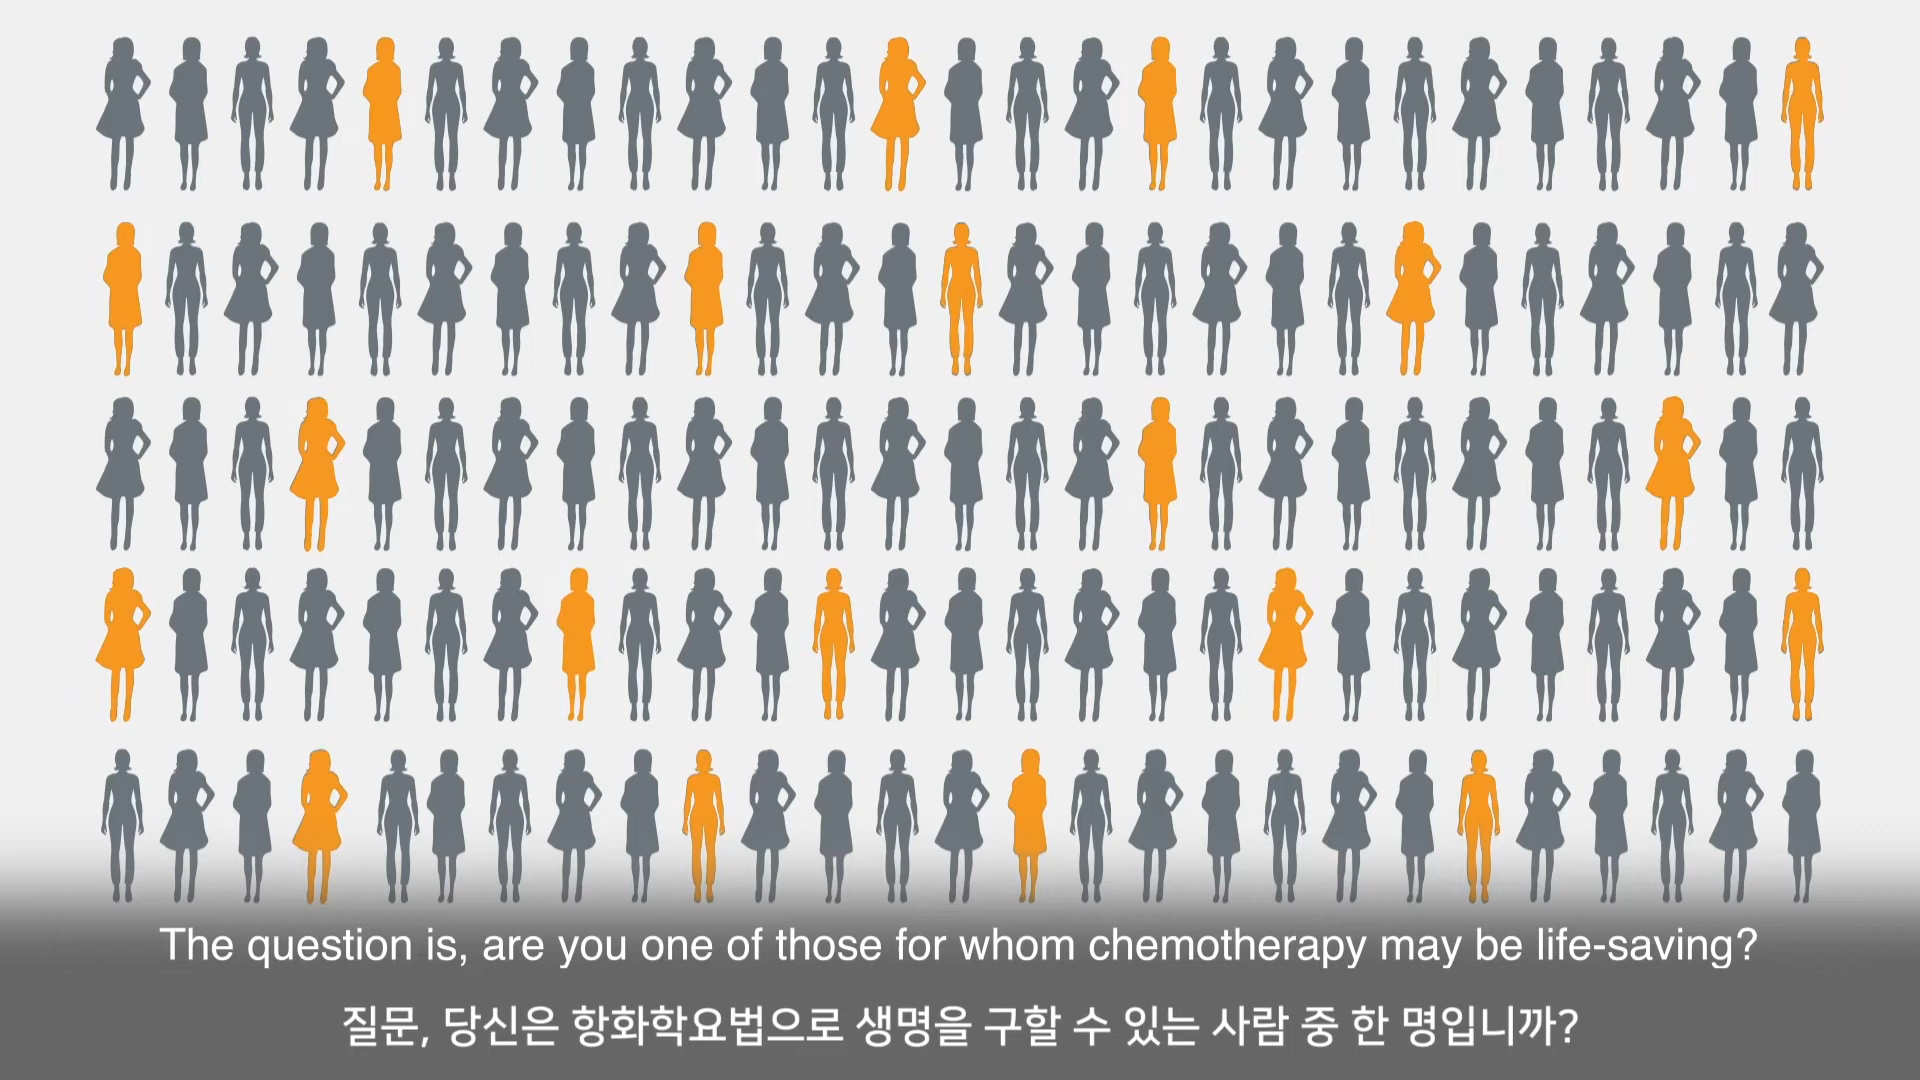 The question is, are you one of those for whom chemotherapy may be life-saving?
질문, 당신은 항화학요법으로 생명을 구할 수 있는 사람 중 한 명입니까?